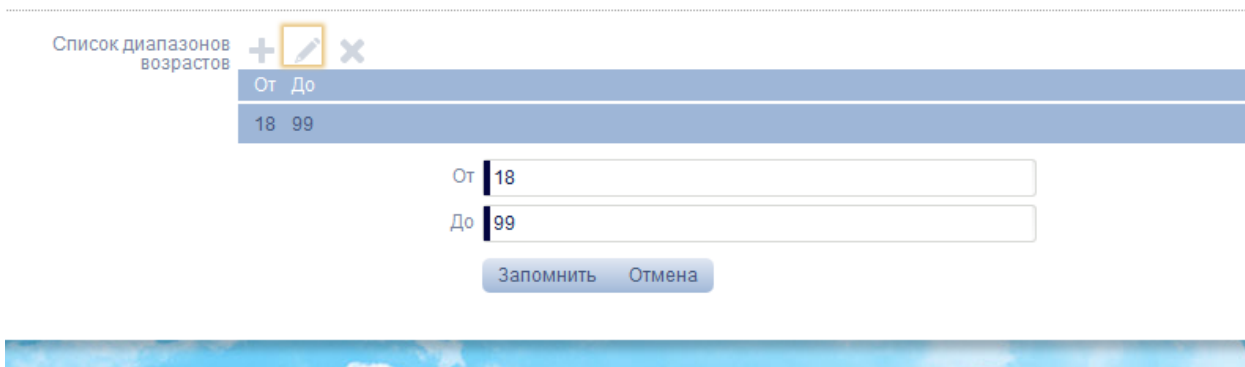 Список диапазонов
возрастов
От До
18 99
От 18
До 99
Запомнить Отмена